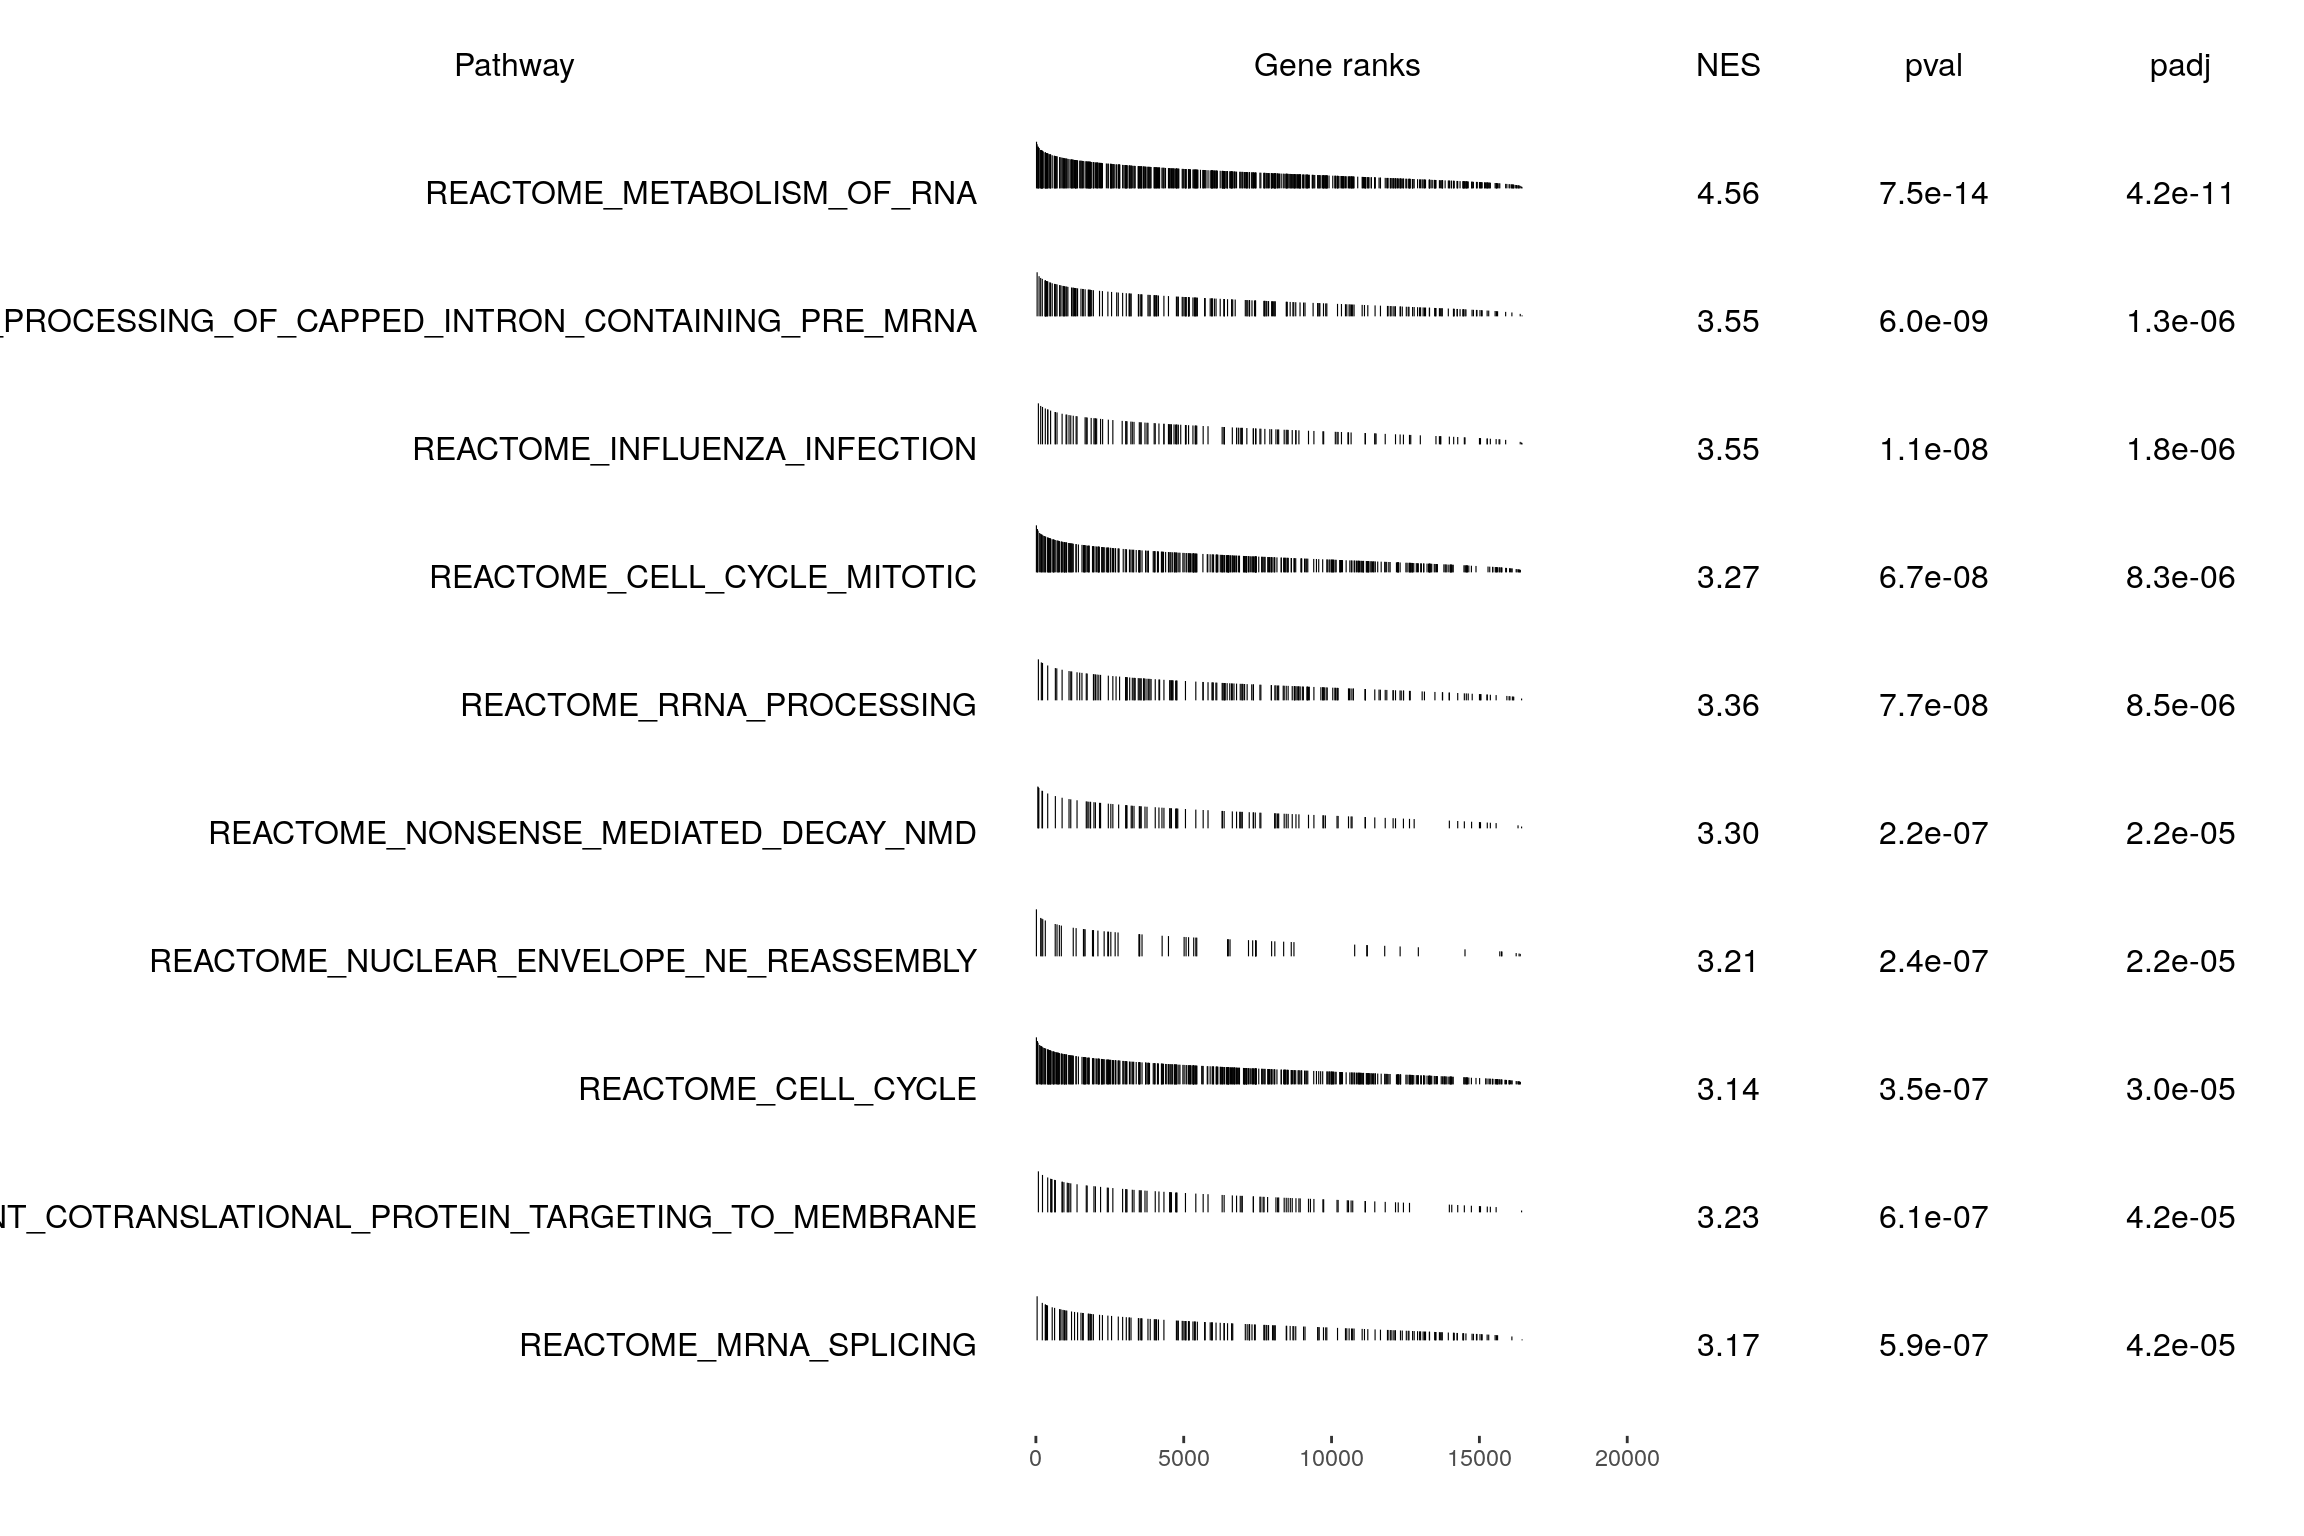 Pathway Gene ranks NES pval padj
REACTOME_METABOLISM_OF_RNA 4.56 7.5e-14 4.2e-11
_PROCESSING_OF_CAPPED_INTRON_CONTAINING_PRE_MRNA 3.55 6.0e-09 1.3e-06
REACTOME_INFLUENZA_INFECTION 3.55 1.1e-08 1.8e-06
REACTOME_CELL_CYCLE_MITOTIC 3.27 6.7e-08 8.3e-06
REACTOME_RRNA_PROCESSING 3.36 7.7e-08 8.5e-06
REACTOME_NONSENSE_MEDIATED_DECAY_NMD 3.30 2.2e-07 2.2e-05
REACTOME_NUCLEAR_ENVELOPE_NE_REASSEMBLY 3.21 2.4e-07 2.2e-05
REACTOME_CELL_CYCLE 3.14 3.5e-07 3.0e-05
NT_COTRANSLATIONAL_PROTEIN_TARGETING_TO_MEMBRANE 3.23 6.1e-07 4.2e-05
REACTOME_MRNA_SPLICING 3.17 5.9e-07 4.2e-05
0 5000 10000 15000 20000